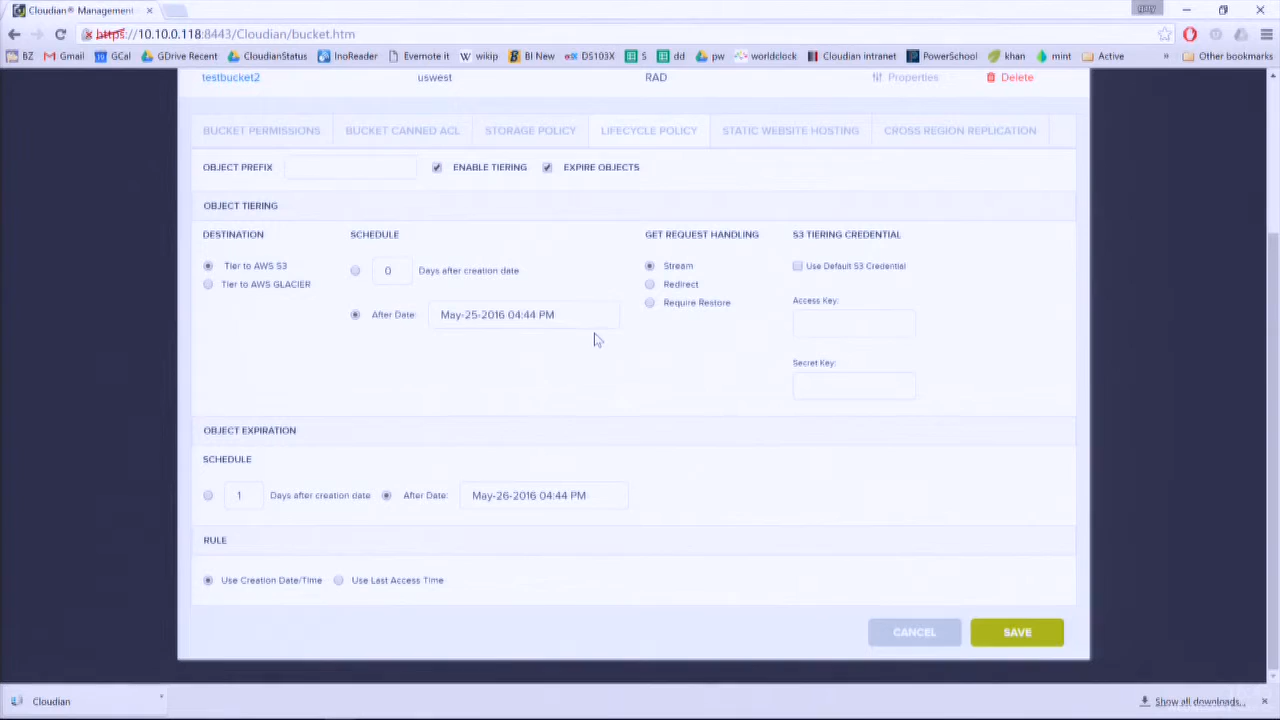 Cloudian® Management
gary
https://10.10.0.118:8443/Cloudian/bucket.htm
BZ Gmail GCal GDrive Recent CloudianStatus InoReader Evernote it wikip BI New DS103X S dd pw worldclock Cloudian intranet PowerSchool khan mint Active » Other bookmarks
testbucket2 uswest RAD Properties Delete
BUCKET PERMISSIONS BUCKET CANNED ACL STORAGE POLICY LIFECYCLE POLICY STATIC WEBSITE HOSTING CROSS REGION REPLICATION
OBJECT PREFIX ENABLE TIERING EXPIRE OBJECTS
OBJECT TIERING
DESTINATION SCHEDULE GET REQUEST HANDLING S3 TIERING CREDENTIAL
Tier to AWS S3 0 Days after creation date Stream Use Default S3 Credential
Tier to AWS GLACIER Redirect
Require Restore Access Key:
After Date: May-25-2016 04:44 PM
Secret Key:
OBJECT EXPIRATION
SCHEDULE
1 Days after creation date After Date: May-26-2016 04:44 PM
RULE
Use Creation Date/Time Use Last Access Time
CANCEL SAVE
Cloudian Show all downloads...